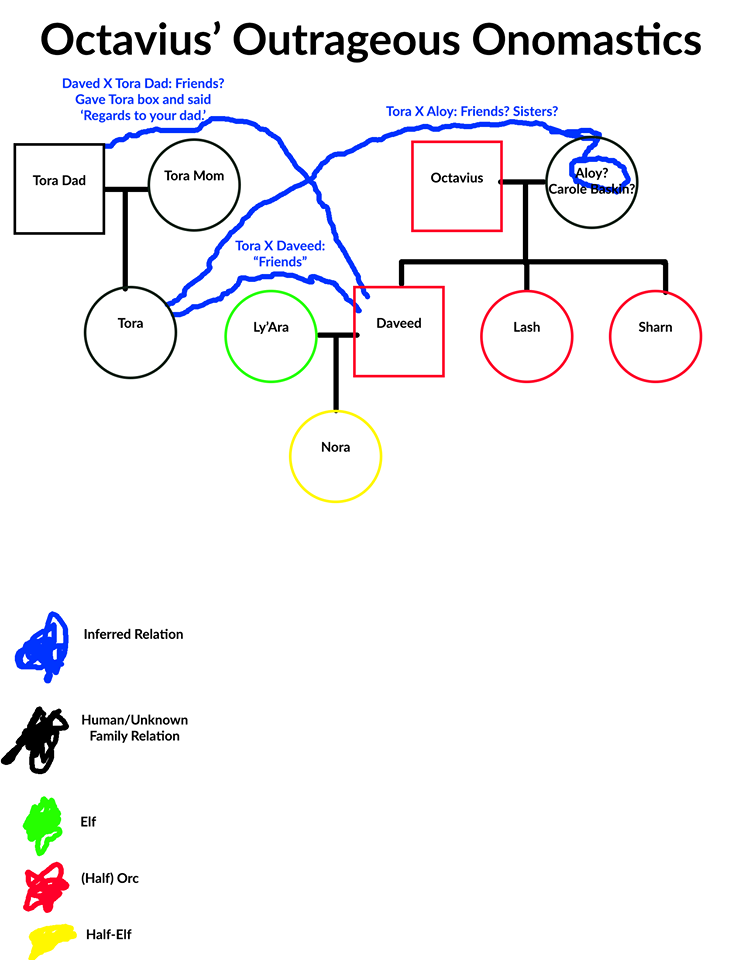 Octavius’ Outrageous Onomastics
Daved X Tora Dad: Friends?
Gave Tora box and said
‘Regards to your dad.’
Tora X Aloy: Friends? Sisters?
Tora Dad
Tora Mom
Octavius
Aloy?
Carole Baskin?
Tora X Daveed:
“Friends”
Tora
Ly’Ara
Daveed
Lash
Sharn
Nora
Inferred Relation
Human/Unknown
Family Relation
Elf
(Half) Orc
Half-Elf